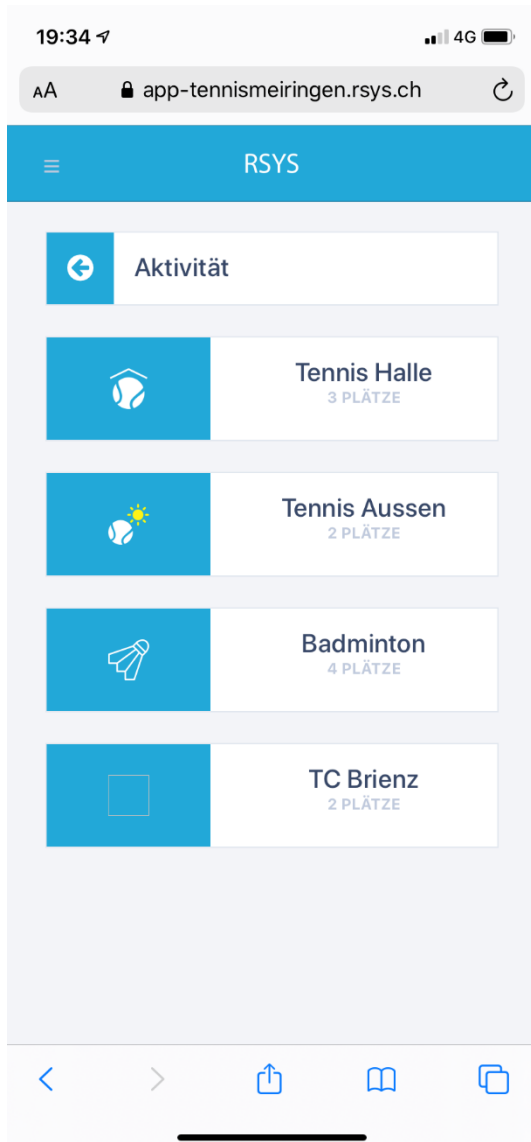 19:34
4G
AA app-tennismeiringen.rsys.ch
RSYS
Aktivität
Tennis Halle
3 PLÄTZE
Tennis Aussen
2 PLÄTZE
Badminton
4 PLÄTZE
TC Brienz
2 PLÄTZE